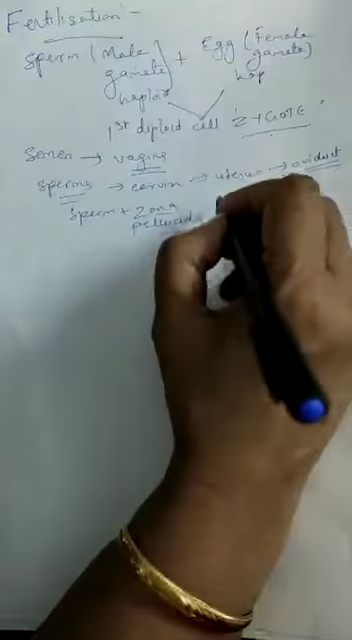 Fertilisation :-
Sperm (Male gamete) + Egg (Female gamete)
haploid hap
1st diploid cell 'ZYGOTE'
Semen → vagina
Sperms → cervix → uterus → oviduct
Sperm + Zona
pellucida